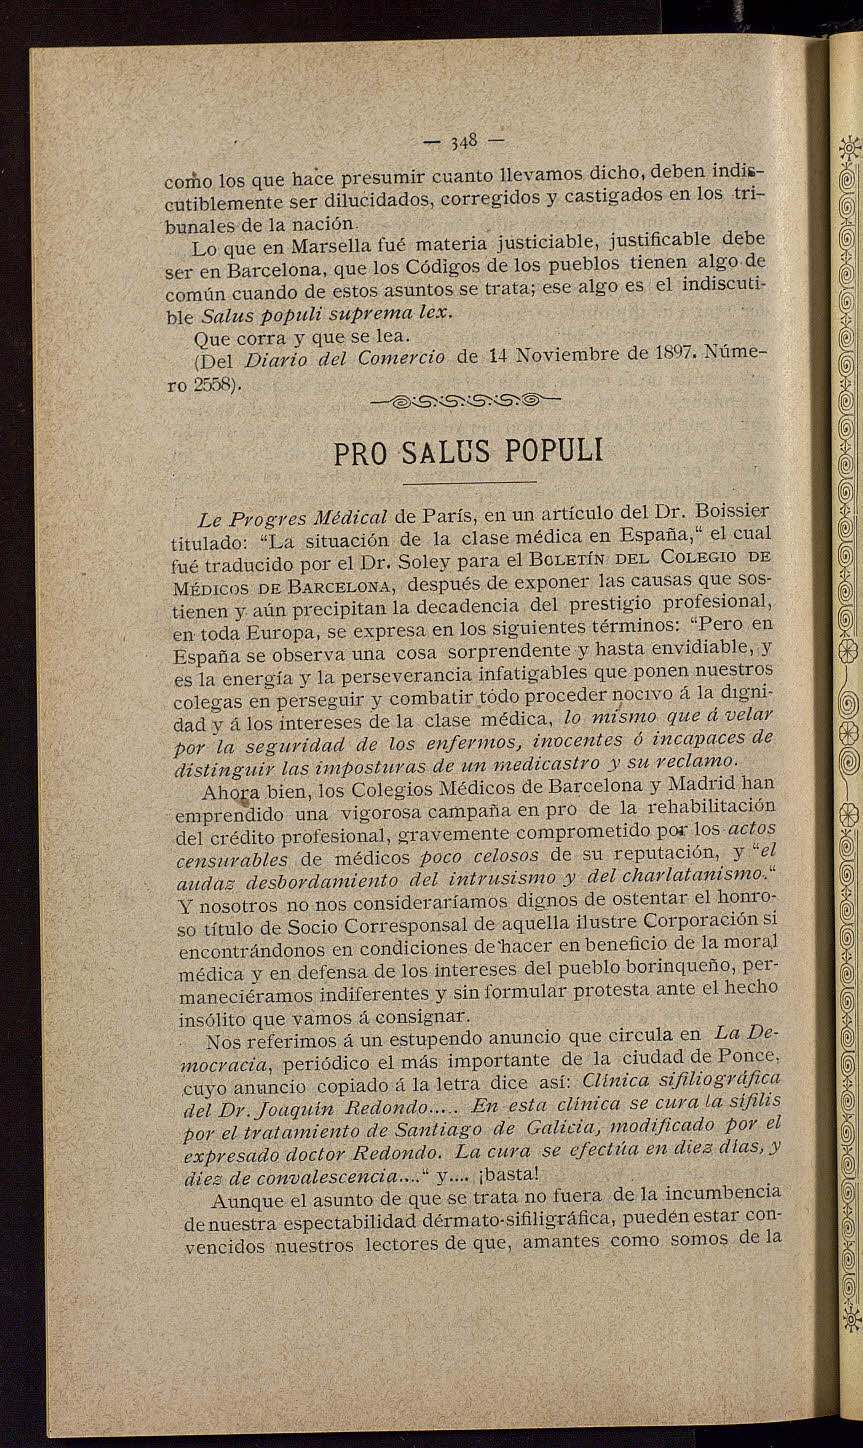 — 348 —
como los que hace presumir cuanto llevamos dicho, deben indis-
cutiblemente ser dilucidados, corregidos y castigados en los tri-
bunales de la nación.
Lo que en Marsella fué materia justiciable, justificable debe
ser en Barcelona, que los Códigos de los pueblos tienen algo de
común cuando de estos asuntos se trata; ese algo es el indiscuti-
ble Salus populi suprema lex.
Que corra y que se lea.
(Del Diario del Comercio de 14 Noviembre de 1897. Núme-
ro 2558).
PRO SALUS POPULI
Le Progres Médical de París, en un artículo del Dr. Boissier
titulado: “La situación de la clase médica en España,“ el cual
fué traducido por el Dr. Soley para el BOLETÍN DEL COLEGIO DE
MÉDICOS DE BARCELONA, después de exponer las causas que sos-
tienen y aún precipitan la decadencia del prestigio profesional,
en toda Europa, se expresa en los siguientes términos: “Pero en
España se observa una cosa sorprendente y hasta envidiable, y
es la energía y la perseverancia infatigables que ponen nuestros
colegas en perseguir y combatir todo proceder nocivo á la digni-
dad y á los intereses de la clase médica, lo mismo que á velar
por la seguridad de los enfermos, inocentes ó incapaces de
distinguir las imposturas de un medicastro y su reclamo.
Ahora bien, los Colegios Médicos de Barcelona y Madrid han
emprendido una vigorosa campaña en pro de la rehabilitación
del crédito profesional, gravemente comprometido por los actos
censurables de médicos poco celosos de su reputación, y “el
audaz desbordamiento del intrusismo y del charlatanismo.“
Y nosotros no nos consideraríamos dignos de ostentar el honro-
so título de Socio Corresponsal de aquella ilustre Corporación si
encontrándonos en condiciones de hacer en beneficio de la moral
médica y en defensa de los intereses del pueblo borinqueño, per-
maneciéramos indiferentes y sin formular protesta ante el hecho
insólito que vamos á consignar.
Nos referimos á un estupendo anuncio que circula en La De-
mocracia, periódico el más importante de la ciudad de Ponce,
cuyo anuncio copiado á la letra dice así: Clínica sifiliográfica
del Dr. Joaquín Redondo..... En esta clínica se cura la sífilis
por el tratamiento de Santiago de Galicia, modificado por el
expresado doctor Redondo. La cura se efectúa en diez días, y
diez de convalescencia....“ y.... ¡basta!
Aunque el asunto de que se trata no fuera de la incumbencia
de nuestra espectabilidad dérmato-sifiligráfica, pueden estar con-
vencidos nuestros lectores de que, amantes como somos de la